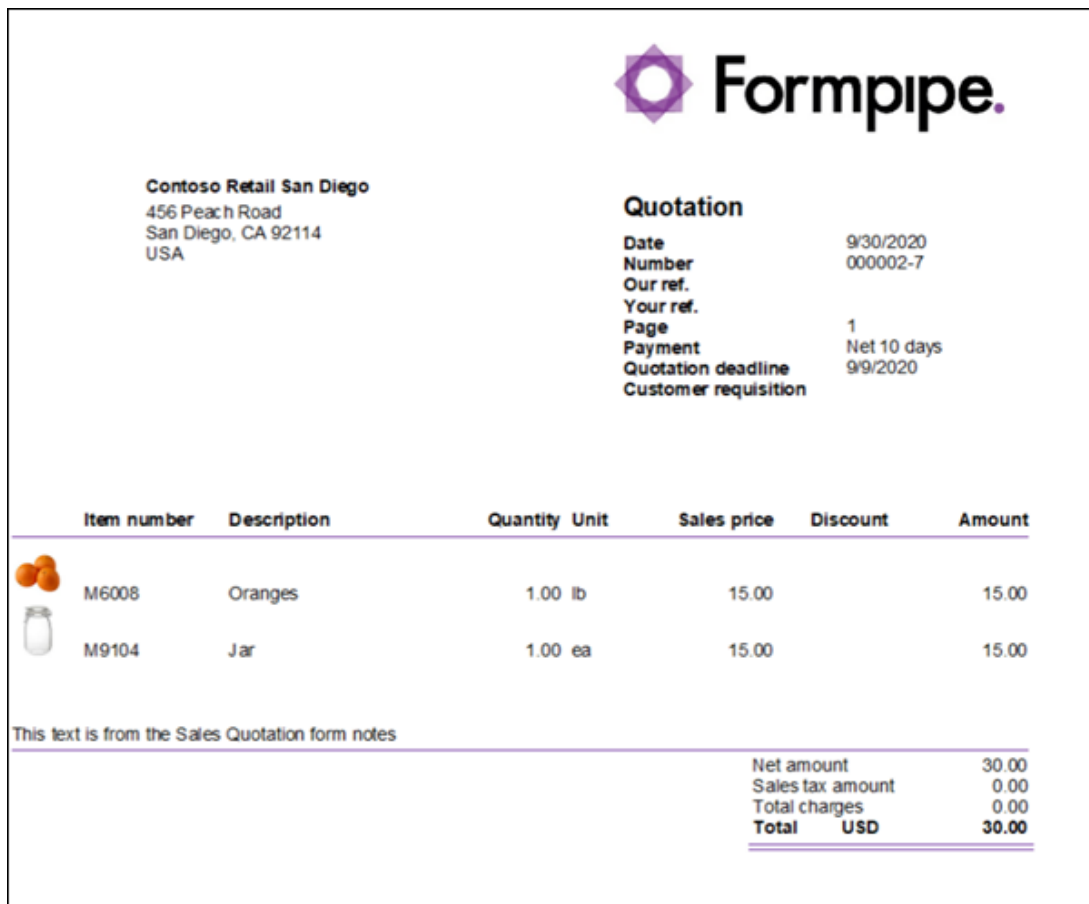 Formpipe.
Contoso Retail San Diego
456 Peach Road
San Diego, CA 92114
USA
Quotation
Date 9/30/2020
Number 000002-7
Our ref.
Your ref.
Page 1
Payment Net 10 days
Quotation deadline 9/9/2020
Customer requisition
Item number Description Quantity Unit Sales price Discount Amount
M6008 Oranges 1.00 lb 15.00 15.00
M9104 Jar 1.00 ea 15.00 15.00
This text is from the Sales Quotation form notes
Net amount 30.00
Sales tax amount 0.00
Total charges 0.00
Total USD 30.00